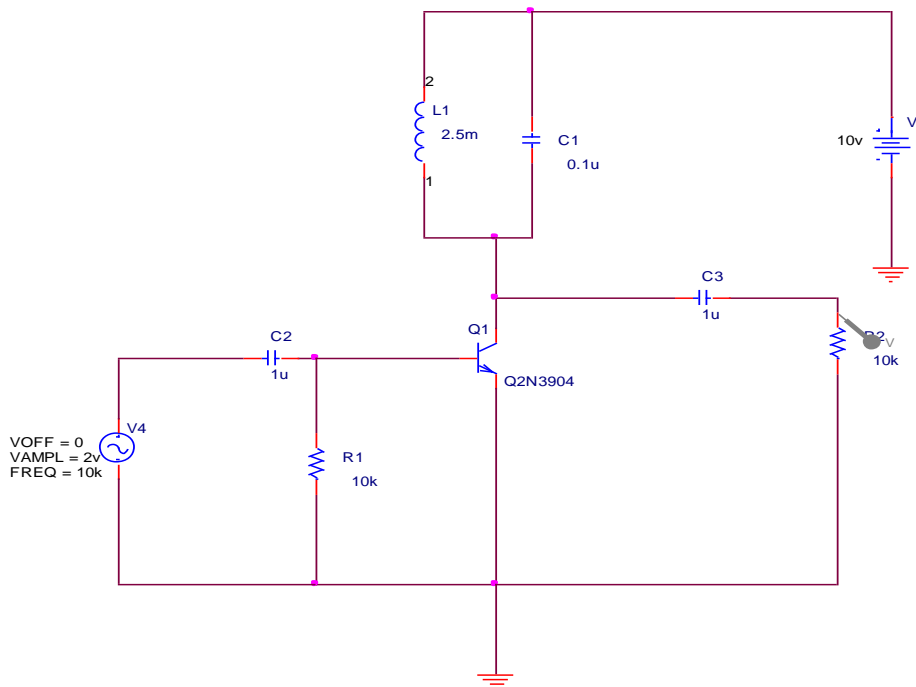 2
L1
2.5m
1
C1
0.1u
V
10v
C3
1u
10k
Q1
Q2N3904
C2
1u
V4
VOFF = 0
VAMPL = 2v
FREQ = 10k
R1
10k
V